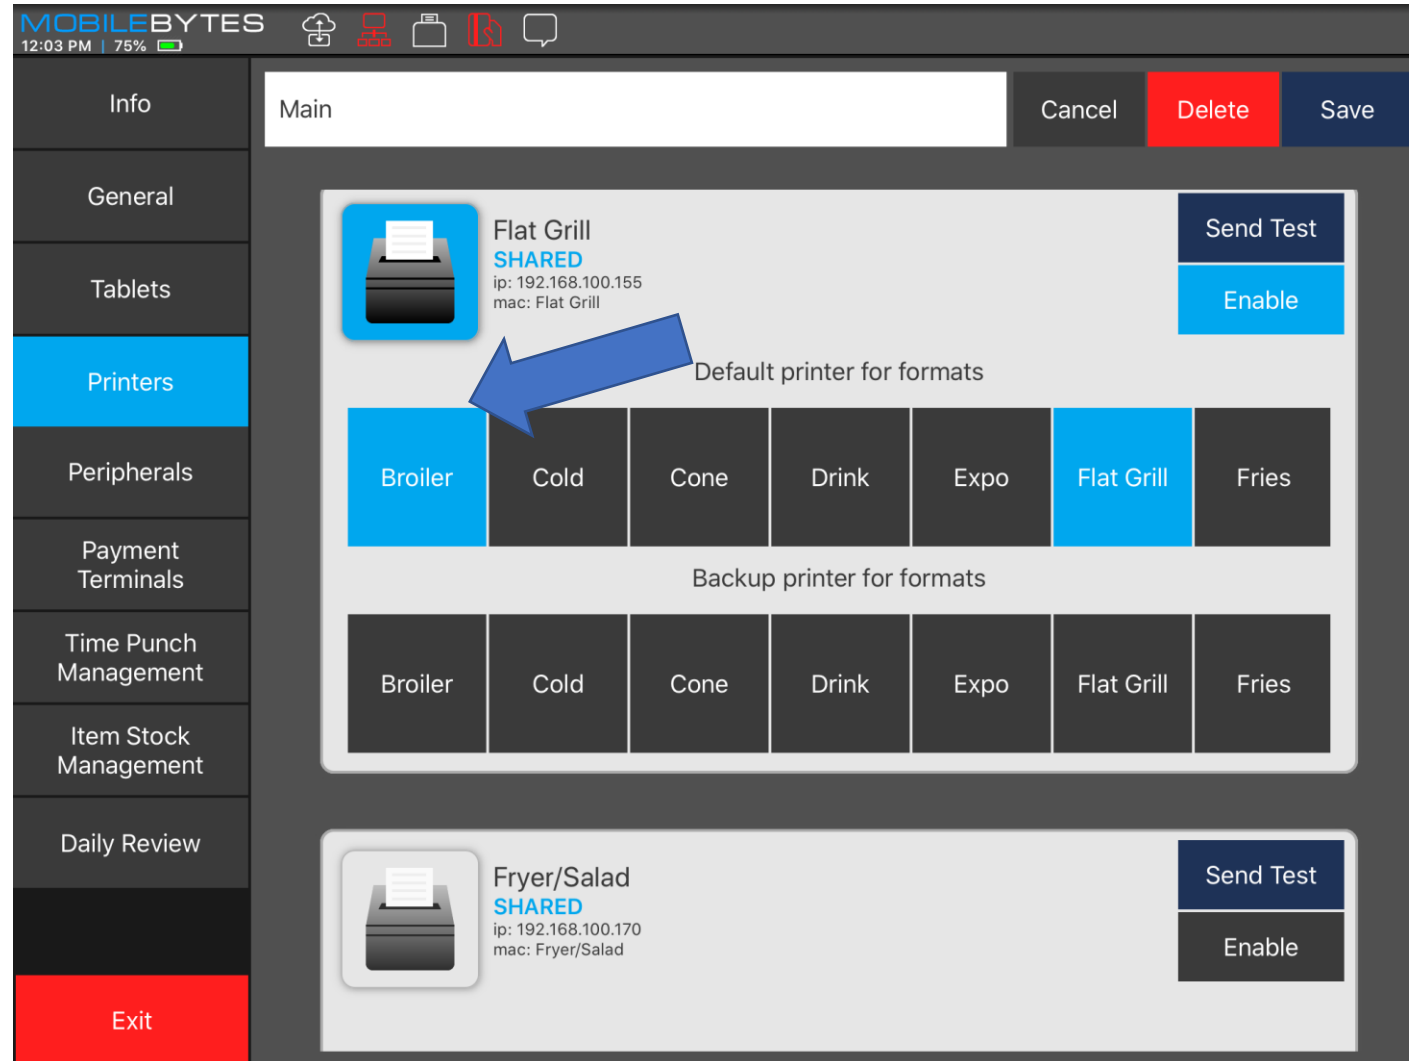 MOBILEBYTES
12:03 PM | 75%
Info
General
Tablets
Printers
Peripherals
Payment
Terminals
Time Punch
Management
Item Stock
Management
Daily Review
Exit
Main
Cancel
Delete
Save
Flat Grill
SHARED
ip: 192.168.100.155
mac: Flat Grill
Send Test
Enable
Default printer for formats
Broiler
Cold
Cone
Drink
Expo
Flat Grill
Fries
Backup printer for formats
Broiler
Cold
Cone
Drink
Expo
Flat Grill
Fries
Fryer/Salad
SHARED
ip: 192.168.100.170
mac: Fryer/Salad
Send Test
Enable